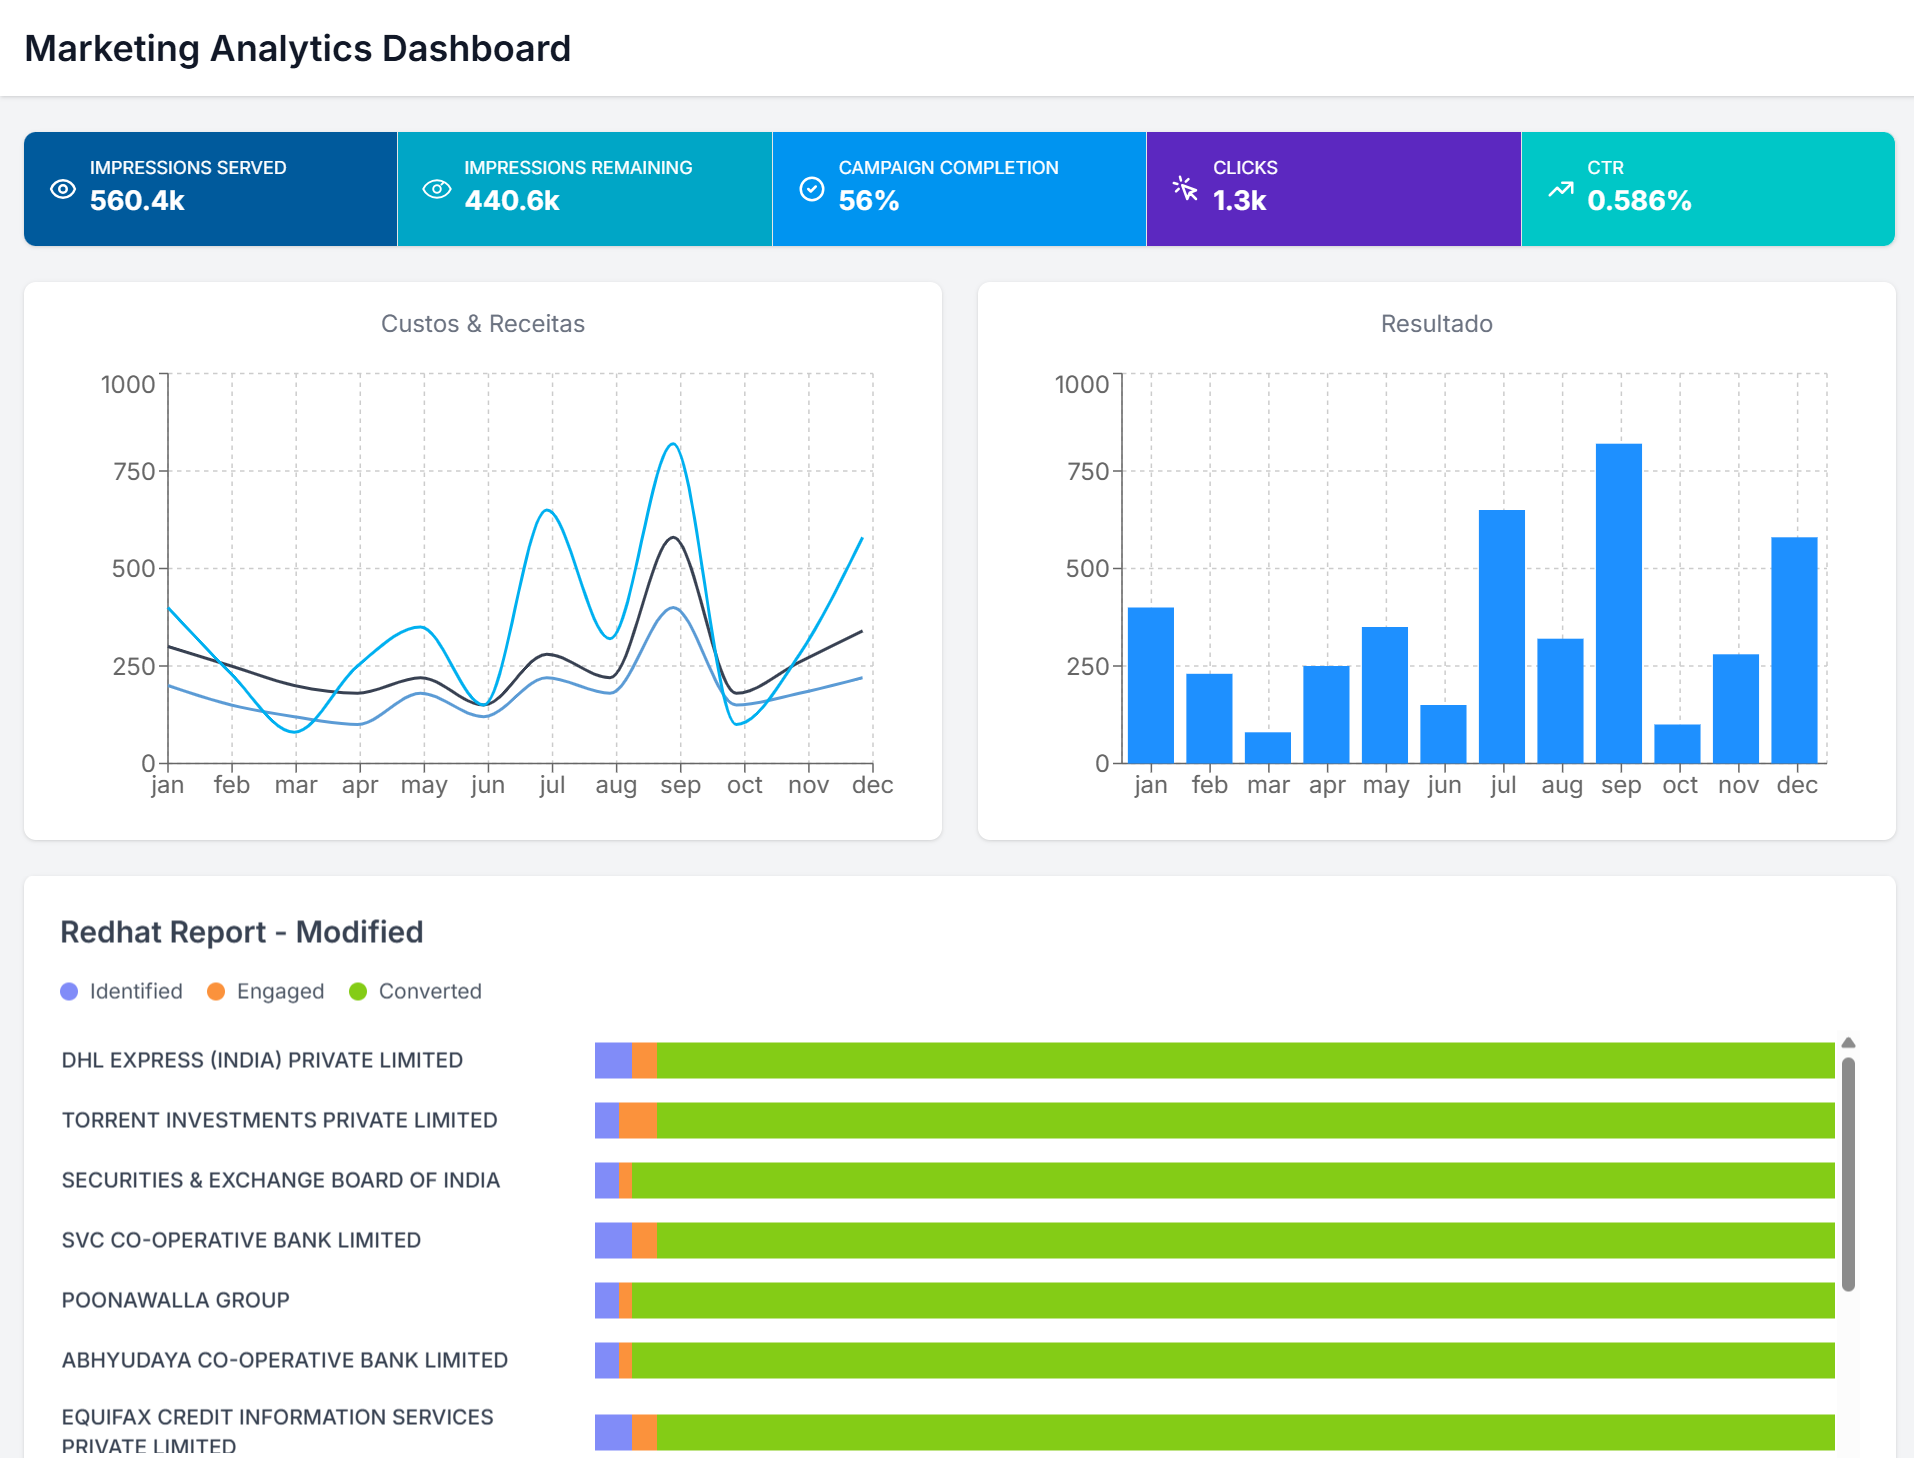 Marketing Analytics Dashboard
IMPRESSIONS SERVED
560.4k
IMPRESSIONS REMAINING
440.6k
CAMPAIGN COMPLETION
56%
CLICKS
1.3k
CTR
0.586%
Custos & Receitas
1000
750
500
250
0
jan feb mar apr may jun jul aug sep oct nov dec
Resultado
1000
750
500
250
0
jan feb mar apr may jun jul aug sep oct nov dec
Redhat Report - Modified
Identified Engaged Converted
DHL EXPRESS (INDIA) PRIVATE LIMITED
TORRENT INVESTMENTS PRIVATE LIMITED
SECURITIES & EXCHANGE BOARD OF INDIA
SVC CO-OPERATIVE BANK LIMITED
POONAWALLA GROUP
ABHYUDAYA CO-OPERATIVE BANK LIMITED
EQUIFAX CREDIT INFORMATION SERVICES
PRIVATE LIMITED